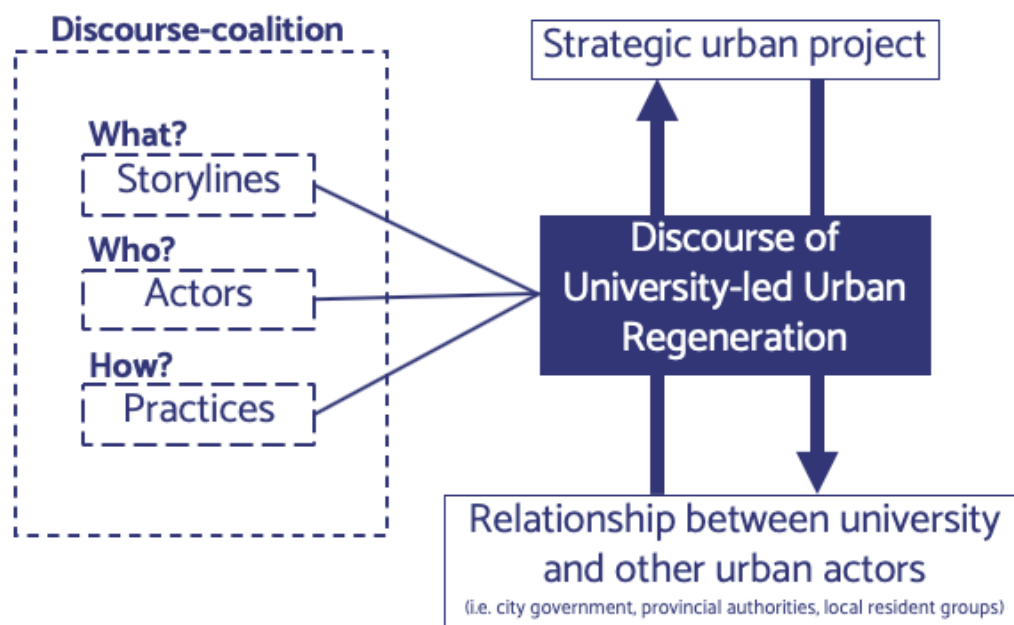 Discourse-coalition
What?
Storylines
Who?
Actors
How?
Practices
Strategic urban project
Discourse of
University-led Urban
Regeneration
Relationship between university
and other urban actors
(i.e. city government, provincial authorities, local resident groups)